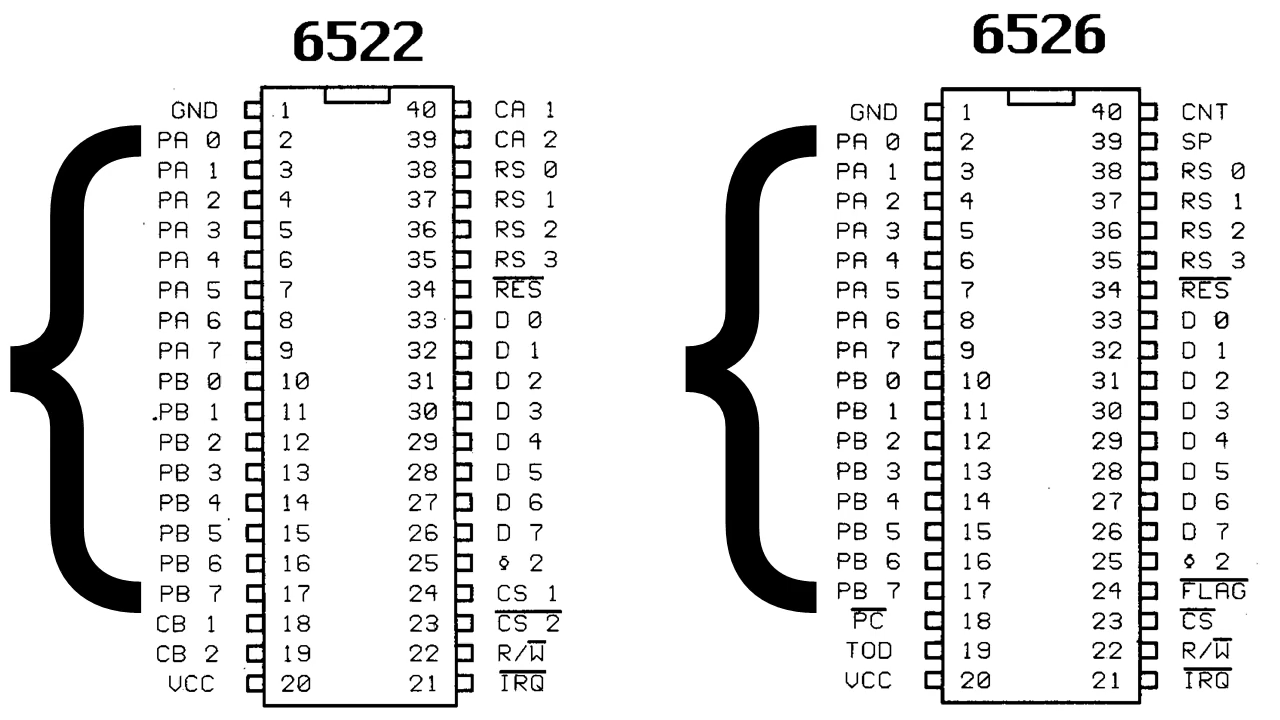 6522
GND 1 40 CA 1
PA 0 2 39 CA 2
PA 1 3 38 RS 0
PA 2 4 37 RS 1
PA 3 5 36 RS 2
PA 4 6 35 RS 3
PA 5 7 34 RES
PA 6 8 33 D 0
PA 7 9 32 D 1
PB 0 10 31 D 2
PB 1 11 30 D 3
PB 2 12 29 D 4
PB 3 13 28 D 5
PB 4 14 27 D 6
PB 5 15 26 D 7
PB 6 16 25 Φ 2
PB 7 17 24 CS 1
CB 1 18 23 CS 2
CB 2 19 22 R/W
VCC 20 21 IRQ
6526
GND 1 40 CNT
PA 0 2 39 SP
PA 1 3 38 RS 0
PA 2 4 37 RS 1
PA 3 5 36 RS 2
PA 4 6 35 RS 3
PA 5 7 34 RES
PA 6 8 33 D 0
PA 7 9 32 D 1
PB 0 10 31 D 2
PB 1 11 30 D 3
PB 2 12 29 D 4
PB 3 13 28 D 5
PB 4 14 27 D 6
PB 5 15 26 D 7
PB 6 16 25 Φ 2
PB 7 17 24 FLAG
PC 18 23 CS
TOD 19 22 R/W
VCC 20 21 IRQ